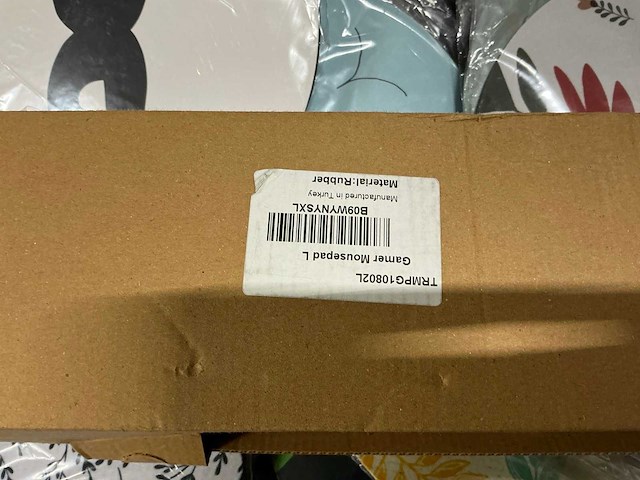 TRMPG10802L
Gamer Mousepad L
B09WYNYSXL
Manufactured in Turkey
Material:Rubber